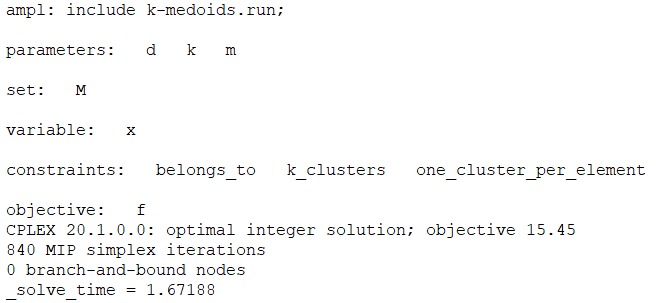 ampl: include k-medoids.run;
parameters:   d   k   m
set:   M
variable:   x
constraints:   belongs_to   k_clusters   one_cluster_per_element
objective:   f
CPLEX 20.1.0.0: optimal integer solution; objective 15.45
840 MIP simplex iterations
0 branch-and-bound nodes
_solve_time = 1.67188